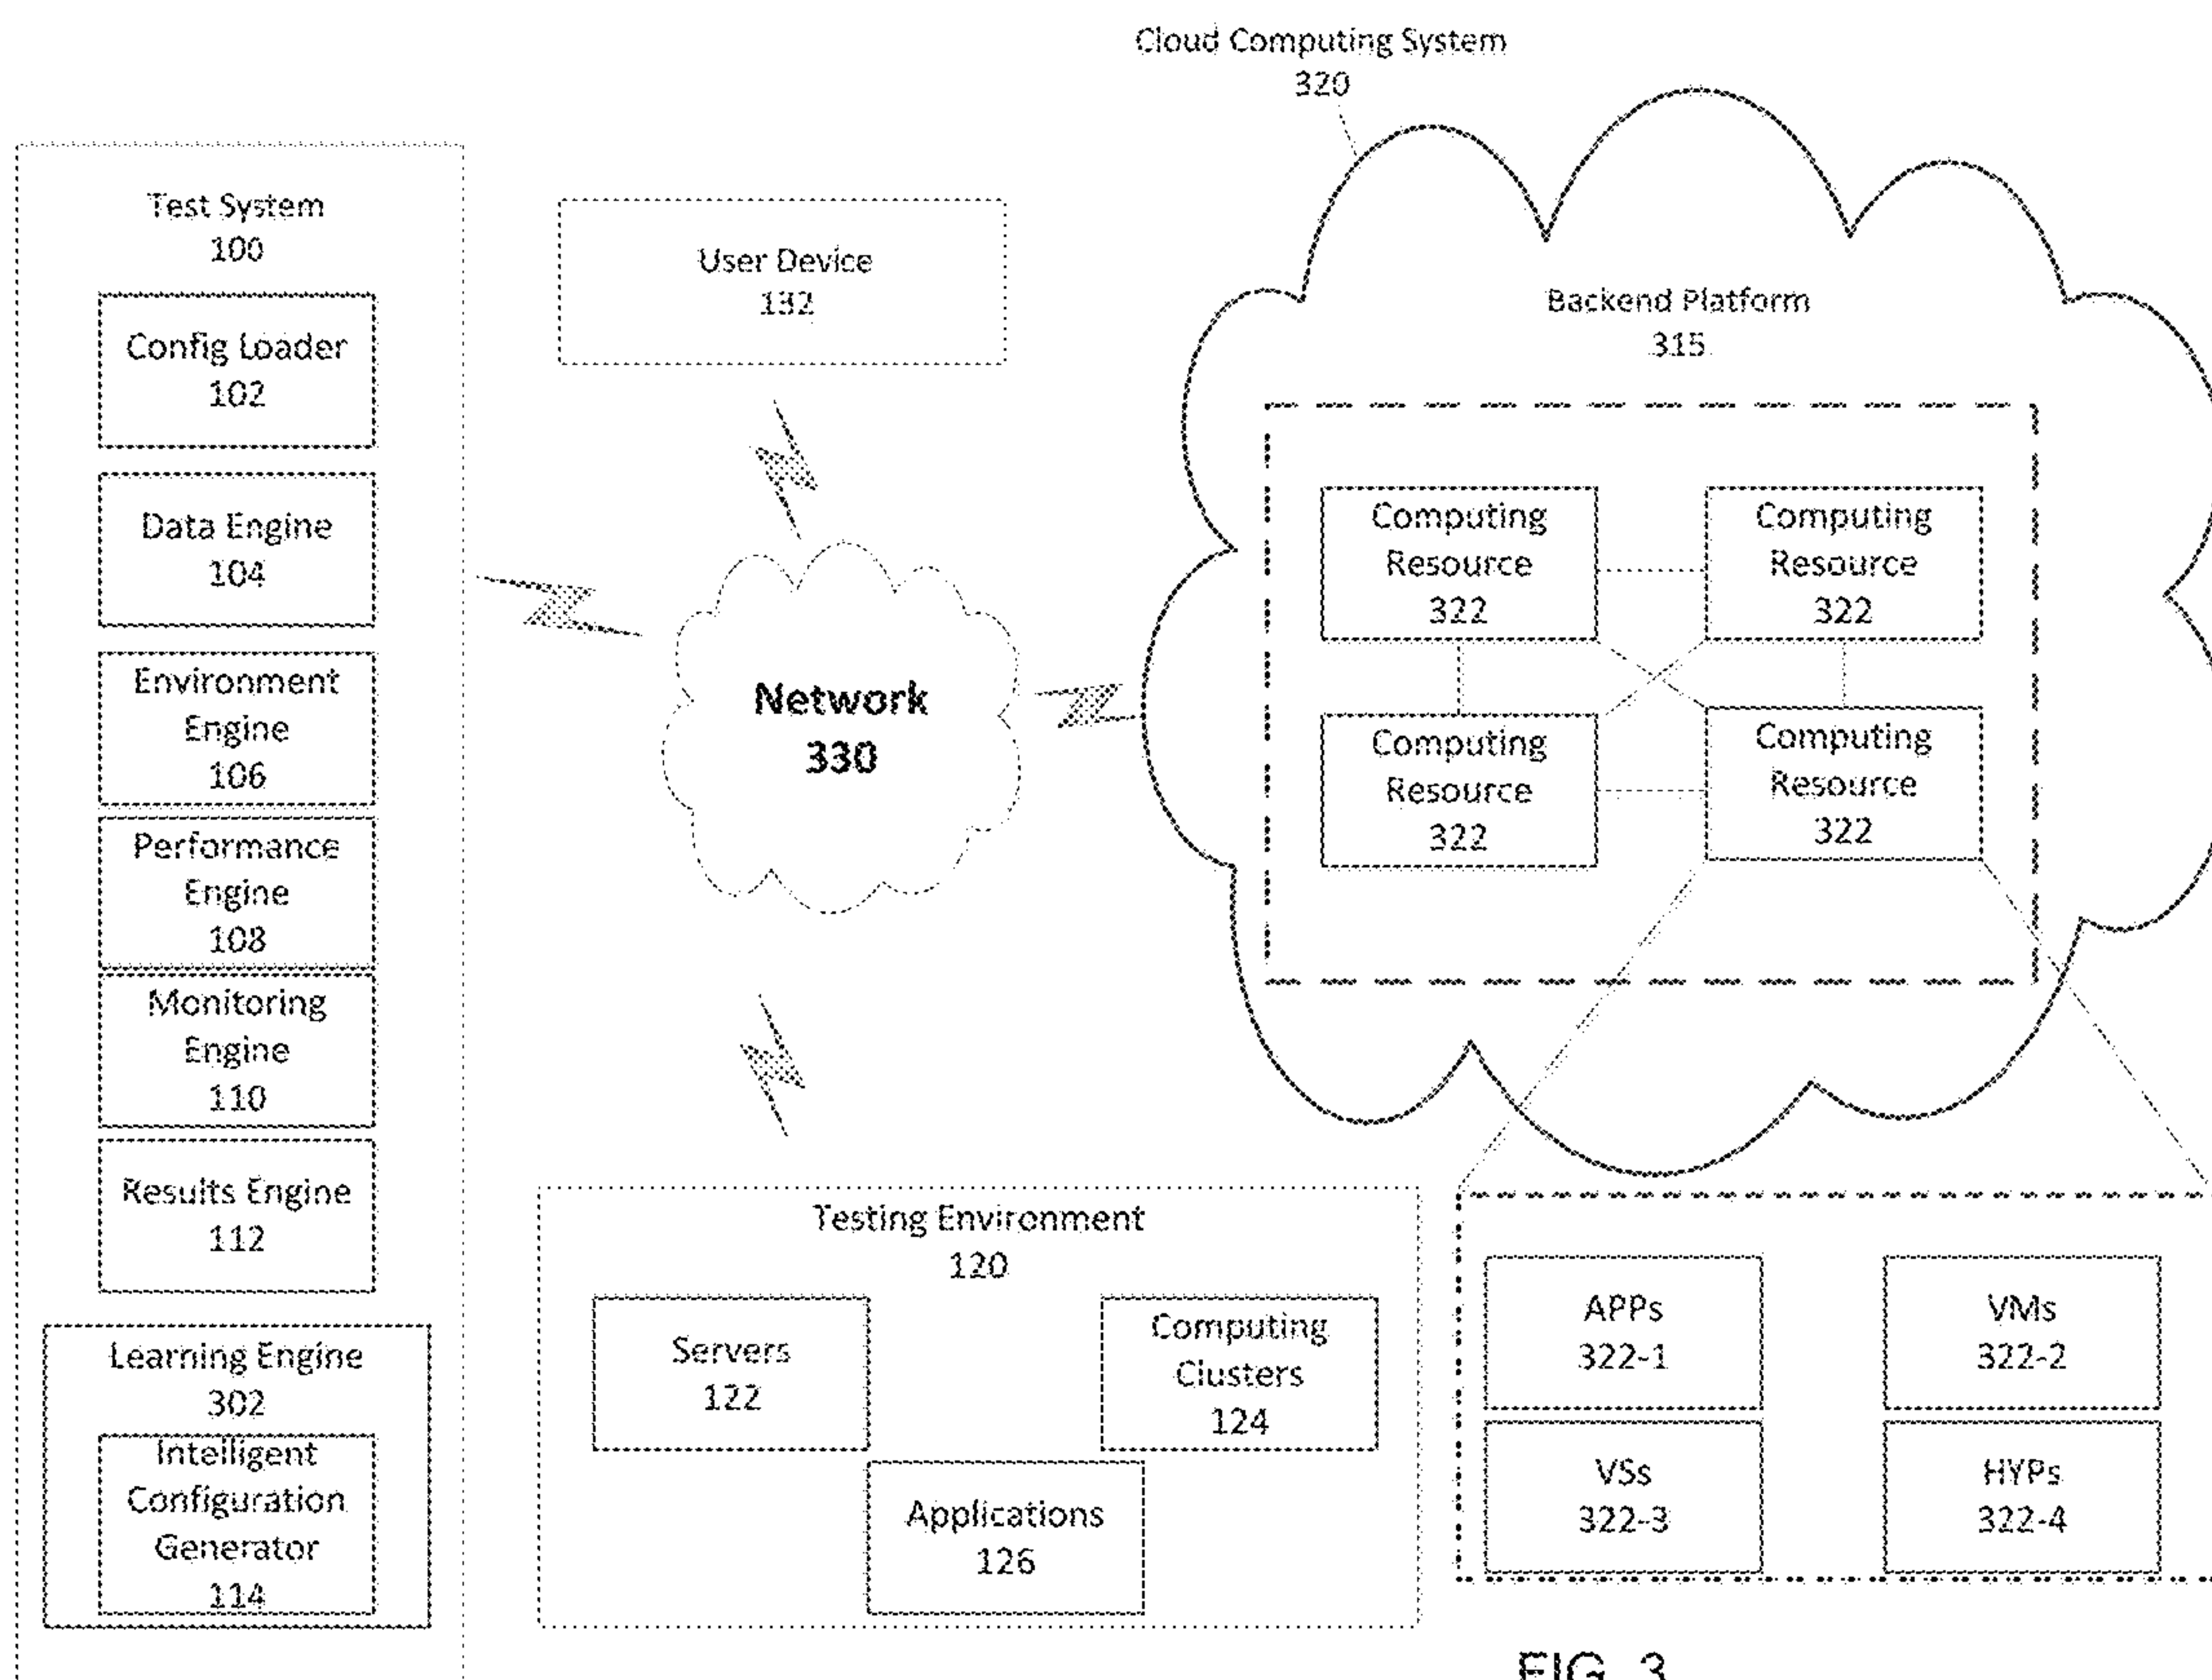 Cloud Computing System
320
Test System
100
Config Loader
102
Data Engine
104
Environment
Engine
106
Performance
Engine
108
Monitoring
Engine
110
Results Engine
112
Learning Engine
302
Intelligent
Configuration
Generator
114
User Device
132
Network
330
Backend Platform
315
Computing
Resource
322
Computing
Resource
322
Computing
Resource
322
Computing
Resource
322
Testing Environment
120
Servers
122
Computing
Clusters
124
Applications
126
APPs
322-1
VMs
322-2
VSs
322-3
HYPs
322-4
FIG. 3